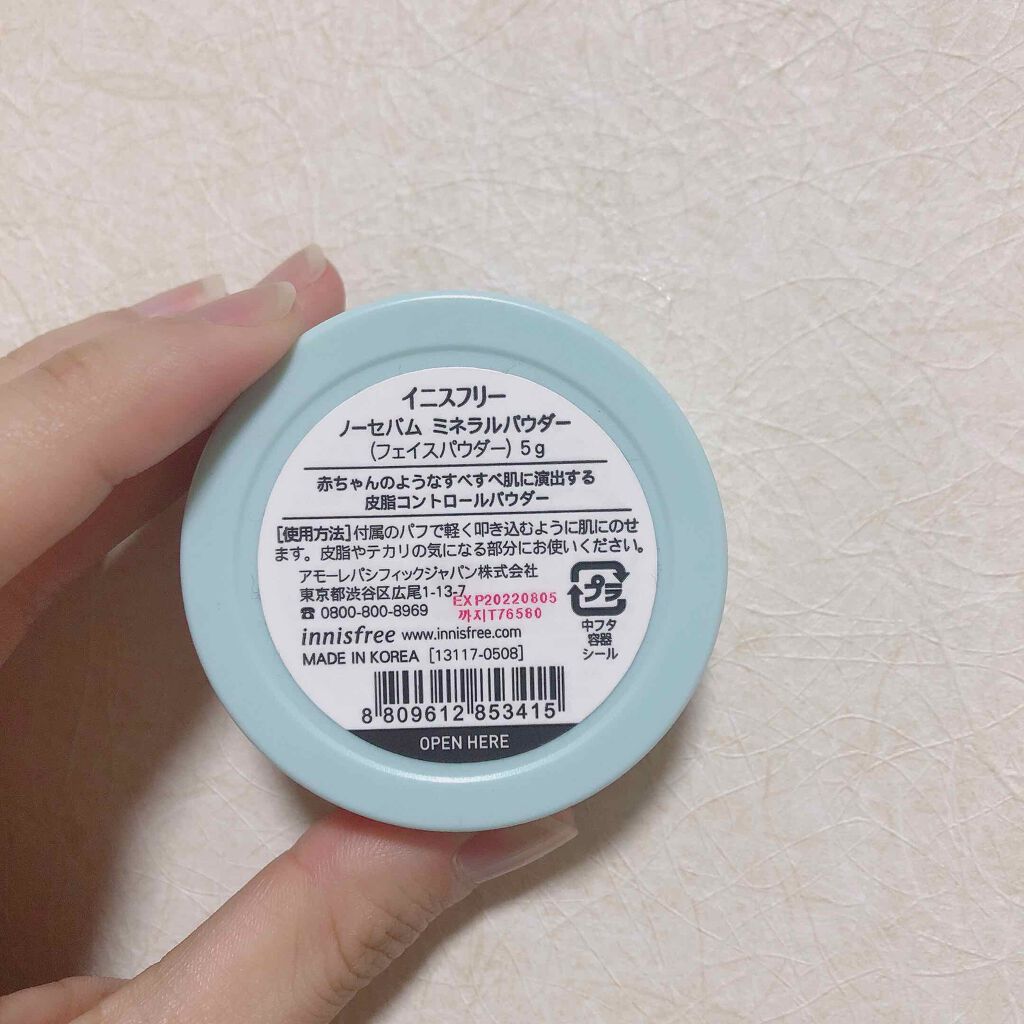 イニスフリー
ノーセバム ミネラルパウダー
(フェイスパウダー) 5g
赤ちゃんのようなすべすべ肌に演出する
皮脂コントロールパウダー
[使用方法]付属のパフで軽く叩き込むように肌にのせ
ます。皮脂やテカリの気になる部分にお使いください。
アモーレパシフィックジャパン株式会社
東京都渋谷区広尾1-13-7
☎ 0800-800-8969
EXP20220805
까지T76580
プラ
中フタ
容器
シール
innisfree www.innisfree.com
MADE IN KOREA [13117-0508]
8 809612 853415
OPEN HERE